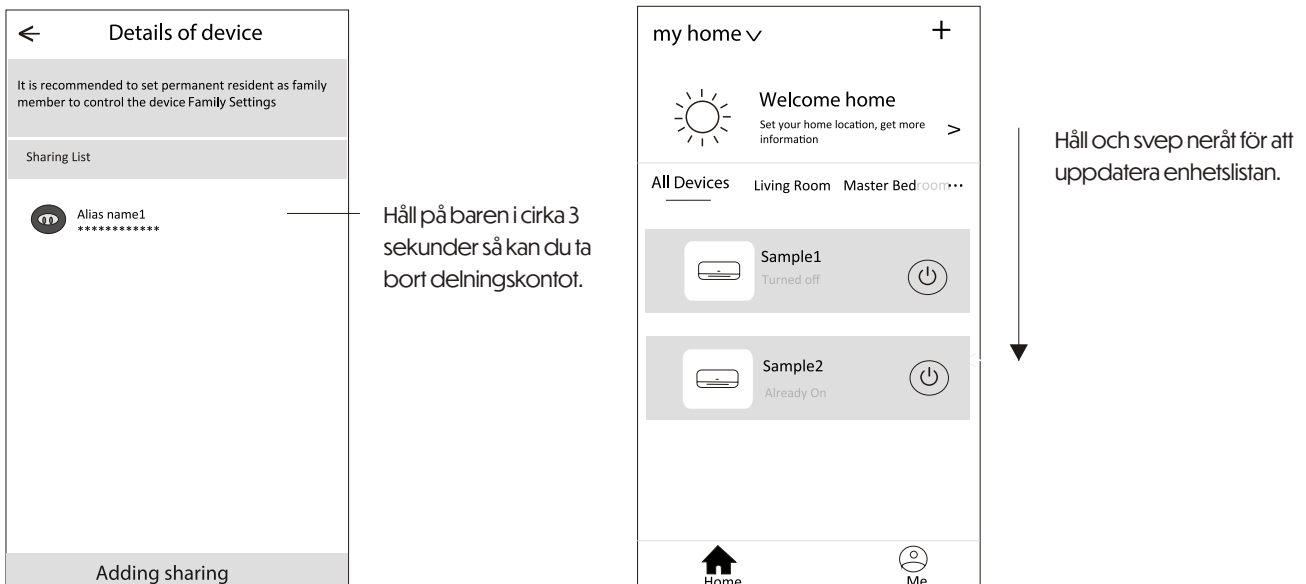 Details of device
It is recommended to set permanent resident as family
member to control the device Family Settings
Sharing List
Alias name1
************
Adding sharing
Håll på baren i cirka 3
sekunder så kan du ta
bort delningskontot.
my home
+
Welcome home
Set your home location, get more
information
>
All Devices Living Room Master Bedroom ...
Sample1
Turned off
Sample2
Already On
Home Me
Håll och svep neråt för att
uppdatera enhetslistan.